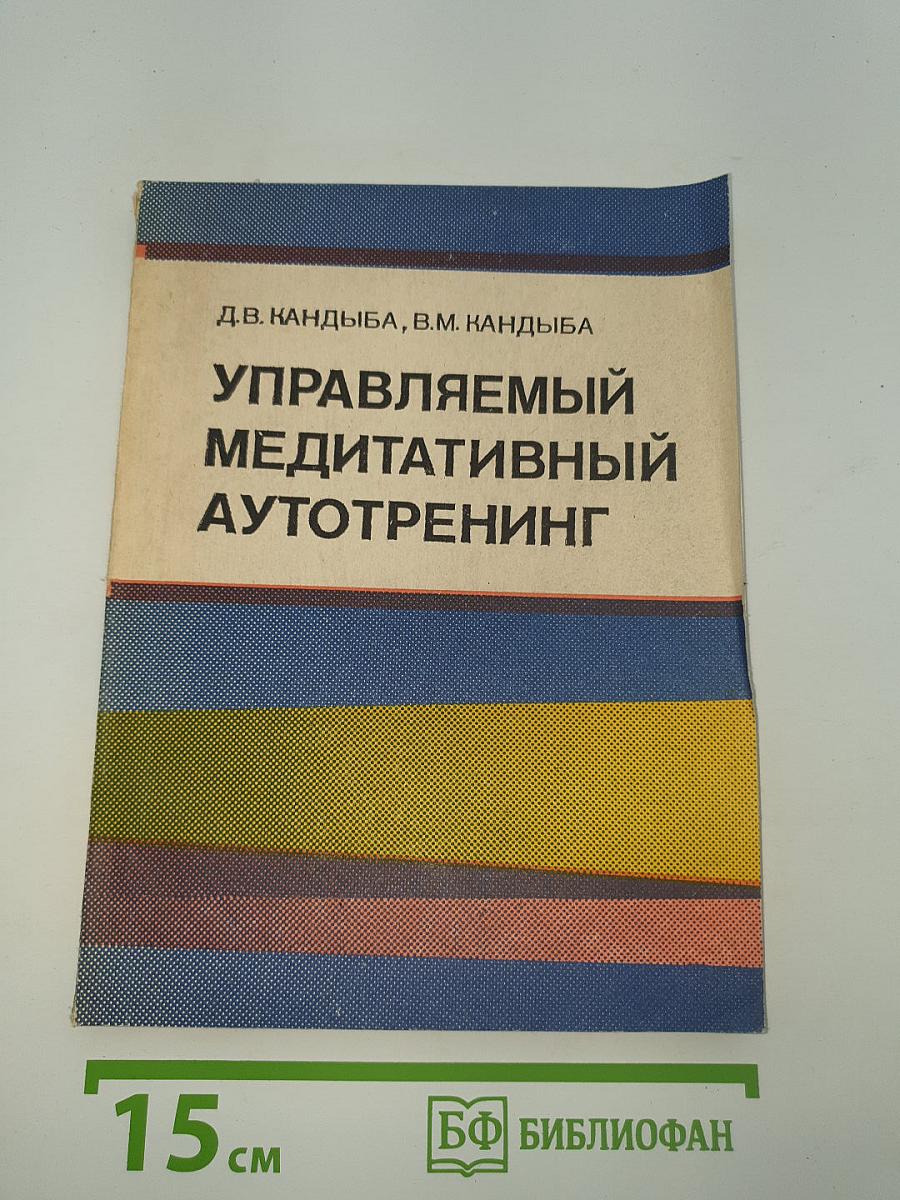 Д.В. КАНДЫБА, В.М. КАНДЫБА
УПРАВЛЯЕМЫЙ
МЕДИТАТИВНЫЙ
АУТОТРЕНИНГ
15 см
БФ БИБЛИОФАН